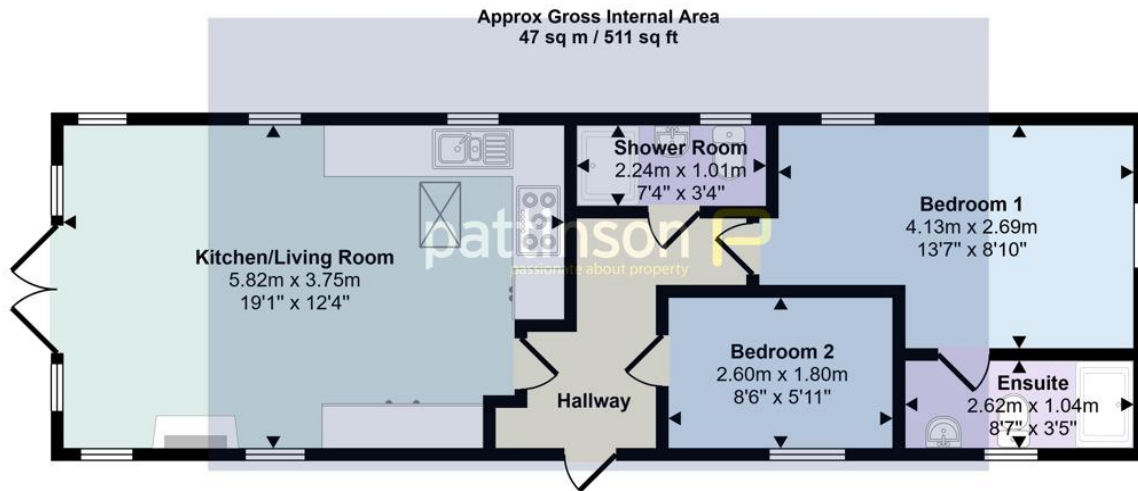 Approx Gross Internal Area
47 sq m / 511 sq ft
Shower Room
2.24m x 1.01m
7'4" x 3'4"
Bedroom 1
4.13m x 2.69m
13'7" x 8'10"
pattinson
passionate about property
Kitchen/Living Room
5.82m x 3.75m
19'1" x 12'4"
Bedroom 2
2.60m x 1.80m
8'6" x 5'11"
Hallway
Ensuite
2.62m x 1.04m
8'7" x 3'5"